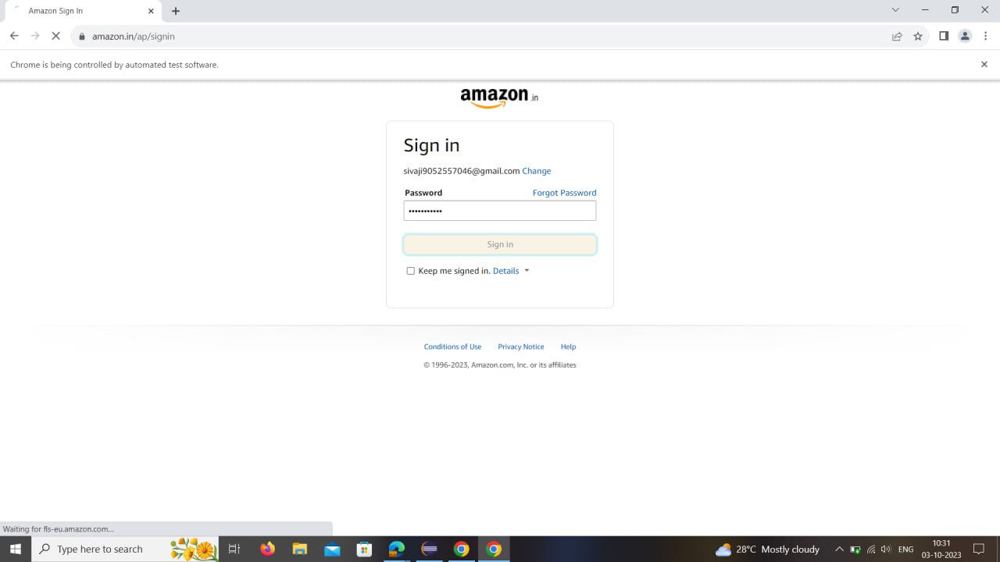 Amazon Sign In
amazon.in/ap/signin
Chrome is being controlled by automated test software.
amazon.in
Sign in
sivaji9052557046@gmail.com Change
Password Forgot Password
•••••••••••
Sign in
Keep me signed in. Details
Conditions of Use Privacy Notice Help
© 1996-2023, Amazon.com, Inc. or its affiliates
Waiting for fls-eu.amazon.com...
Type here to search 28°C Mostly cloudy ENG 10:31
03-10-2023